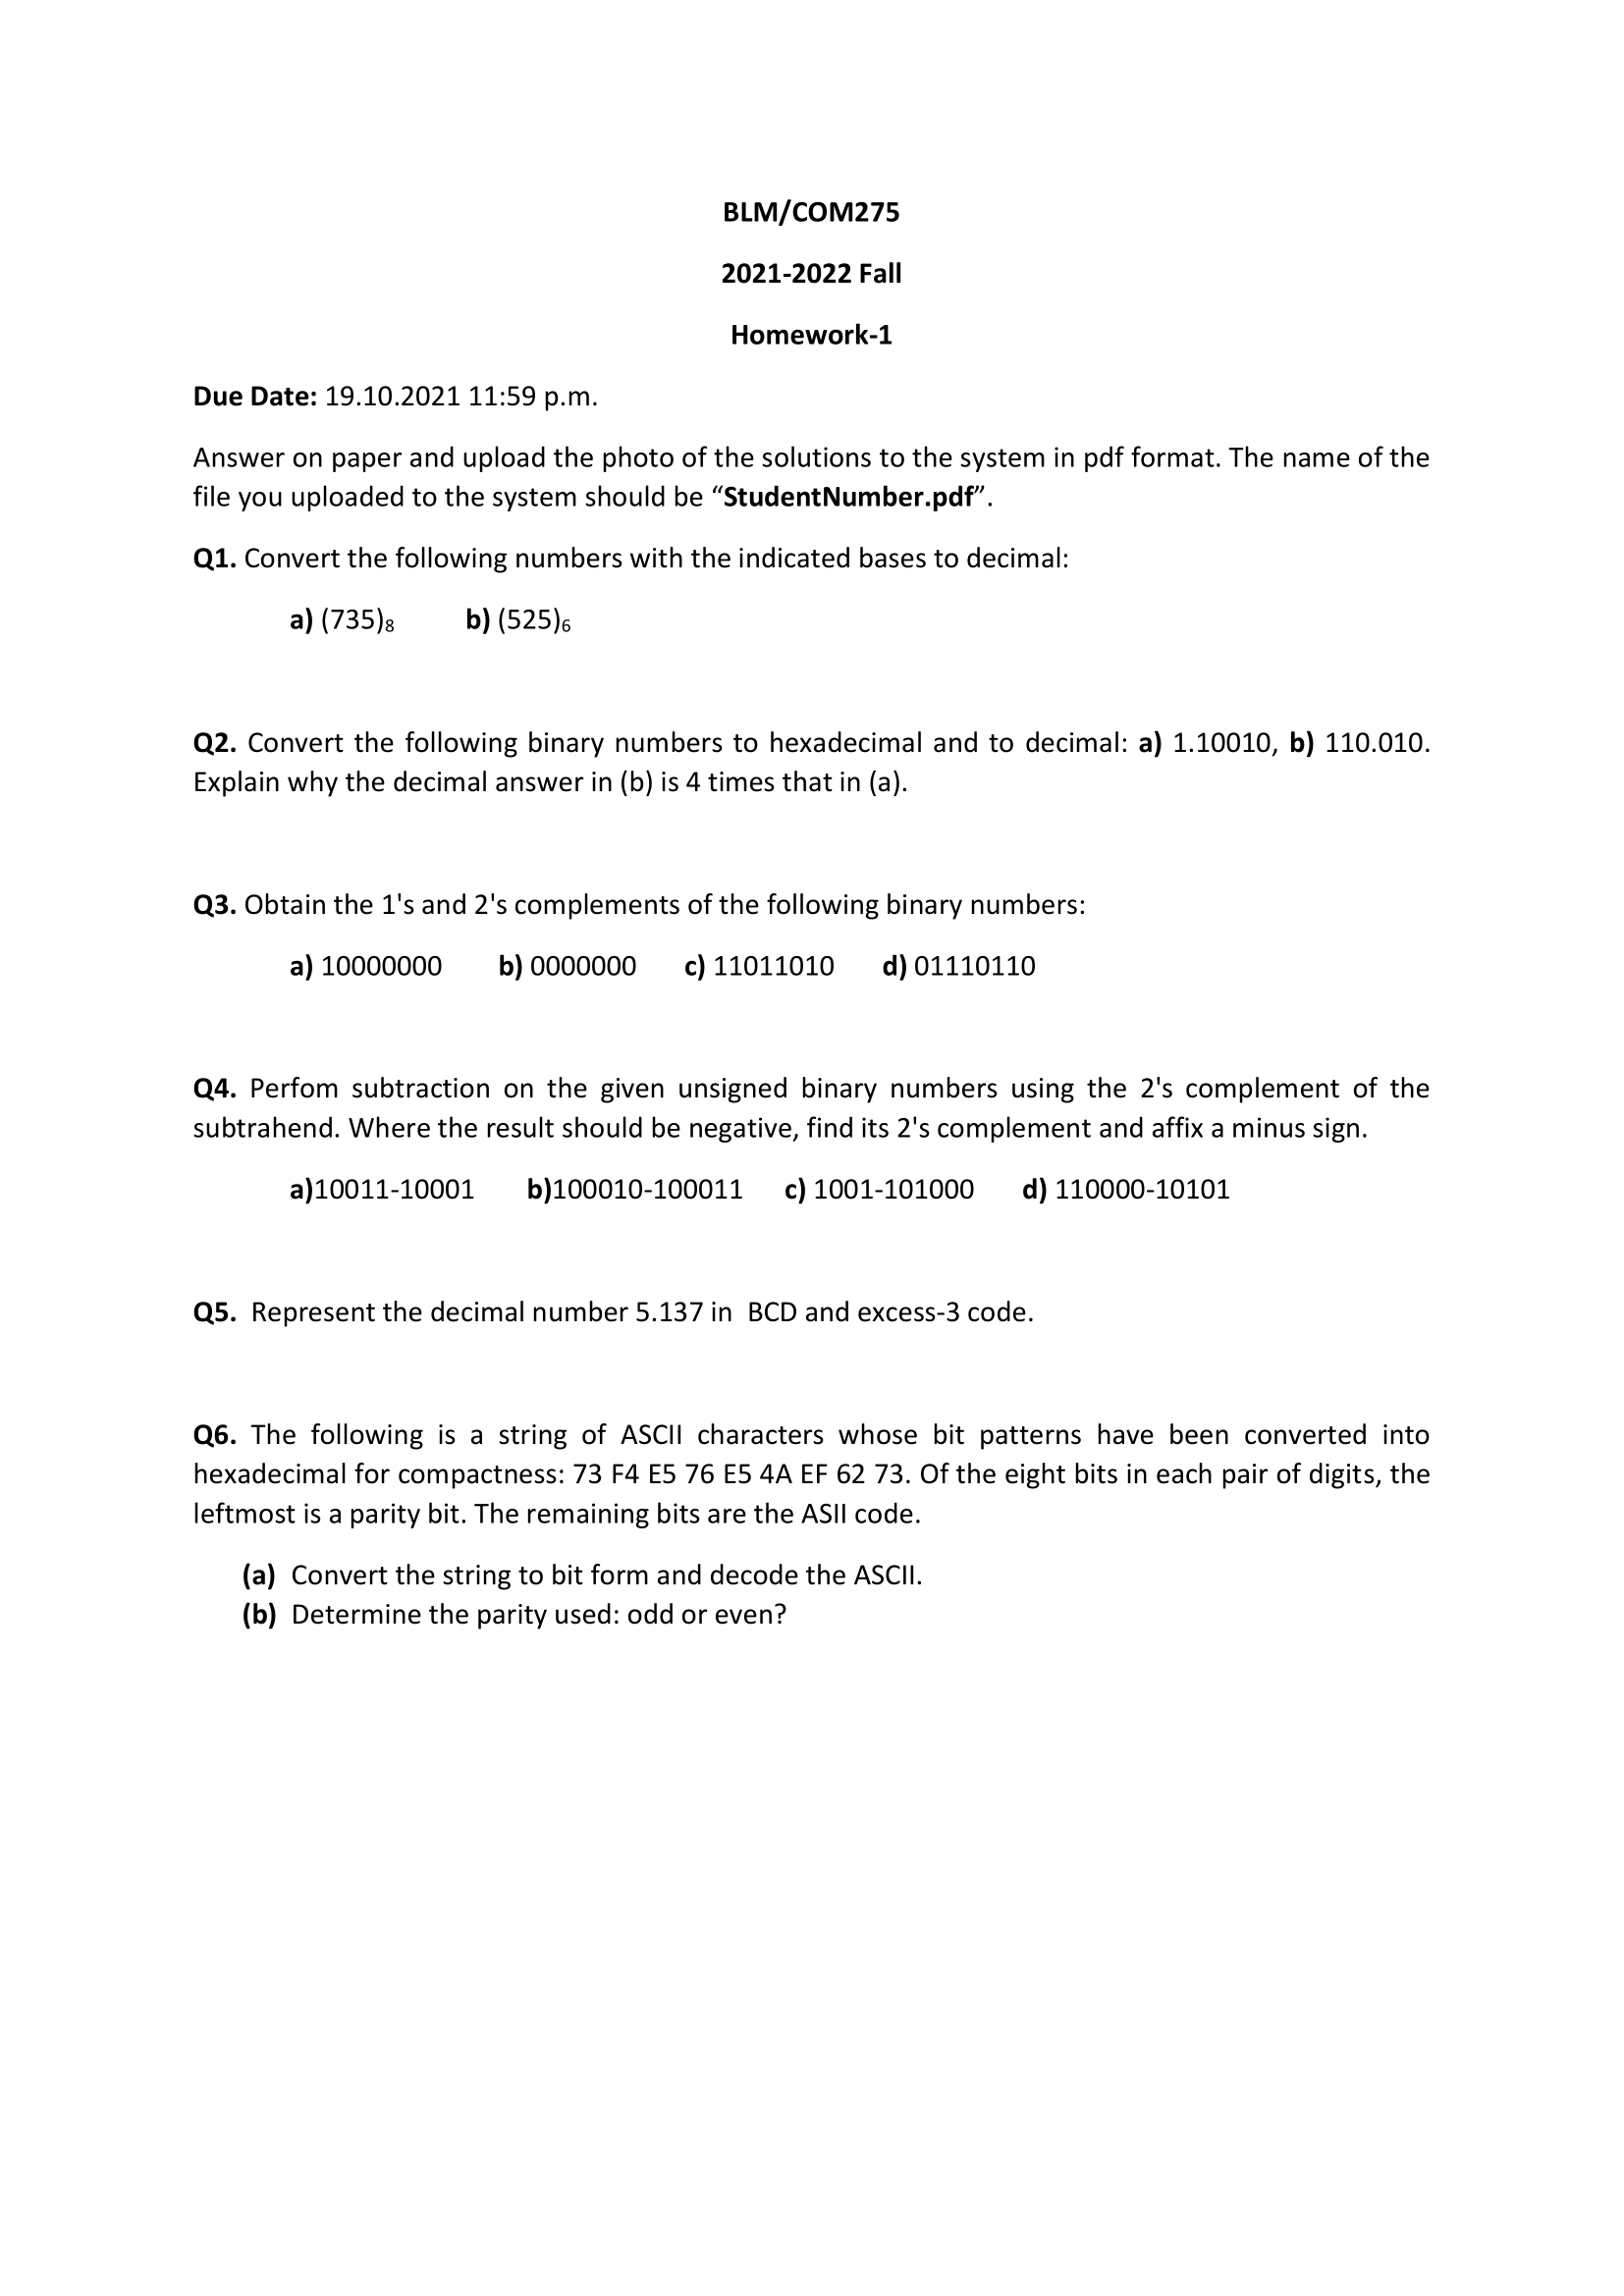 BLM/COM275
2021-2022 Fall
Homework-1
Due Date: 19.10.2021 11:59 p.m.
Answer on paper and upload the photo of the solutions to the system in pdf format. The name of the
file you uploaded to the system should be “StudentNumber.pdf”.
Q1. Convert the following numbers with the indicated bases to decimal:
a) (735)₈ b) (525)₆
Q2. Convert the following binary numbers to hexadecimal and to decimal: a) 1.10010, b) 110.010.
Explain why the decimal answer in (b) is 4 times that in (a).
Q3. Obtain the 1's and 2's complements of the following binary numbers:
a) 10000000 b) 0000000 c) 11011010 d) 01110110
Q4. Perfom subtraction on the given unsigned binary numbers using the 2's complement of the
subtrahend. Where the result should be negative, find its 2's complement and affix a minus sign.
a)10011-10001 b)100010-100011 c) 1001-101000 d) 110000-10101
Q5. Represent the decimal number 5.137 in BCD and excess-3 code.
Q6. The following is a string of ASCII characters whose bit patterns have been converted into
hexadecimal for compactness: 73 F4 E5 76 E5 4A EF 62 73. Of the eight bits in each pair of digits, the
leftmost is a parity bit. The remaining bits are the ASII code.
(a) Convert the string to bit form and decode the ASCII.
(b) Determine the parity used: odd or even?